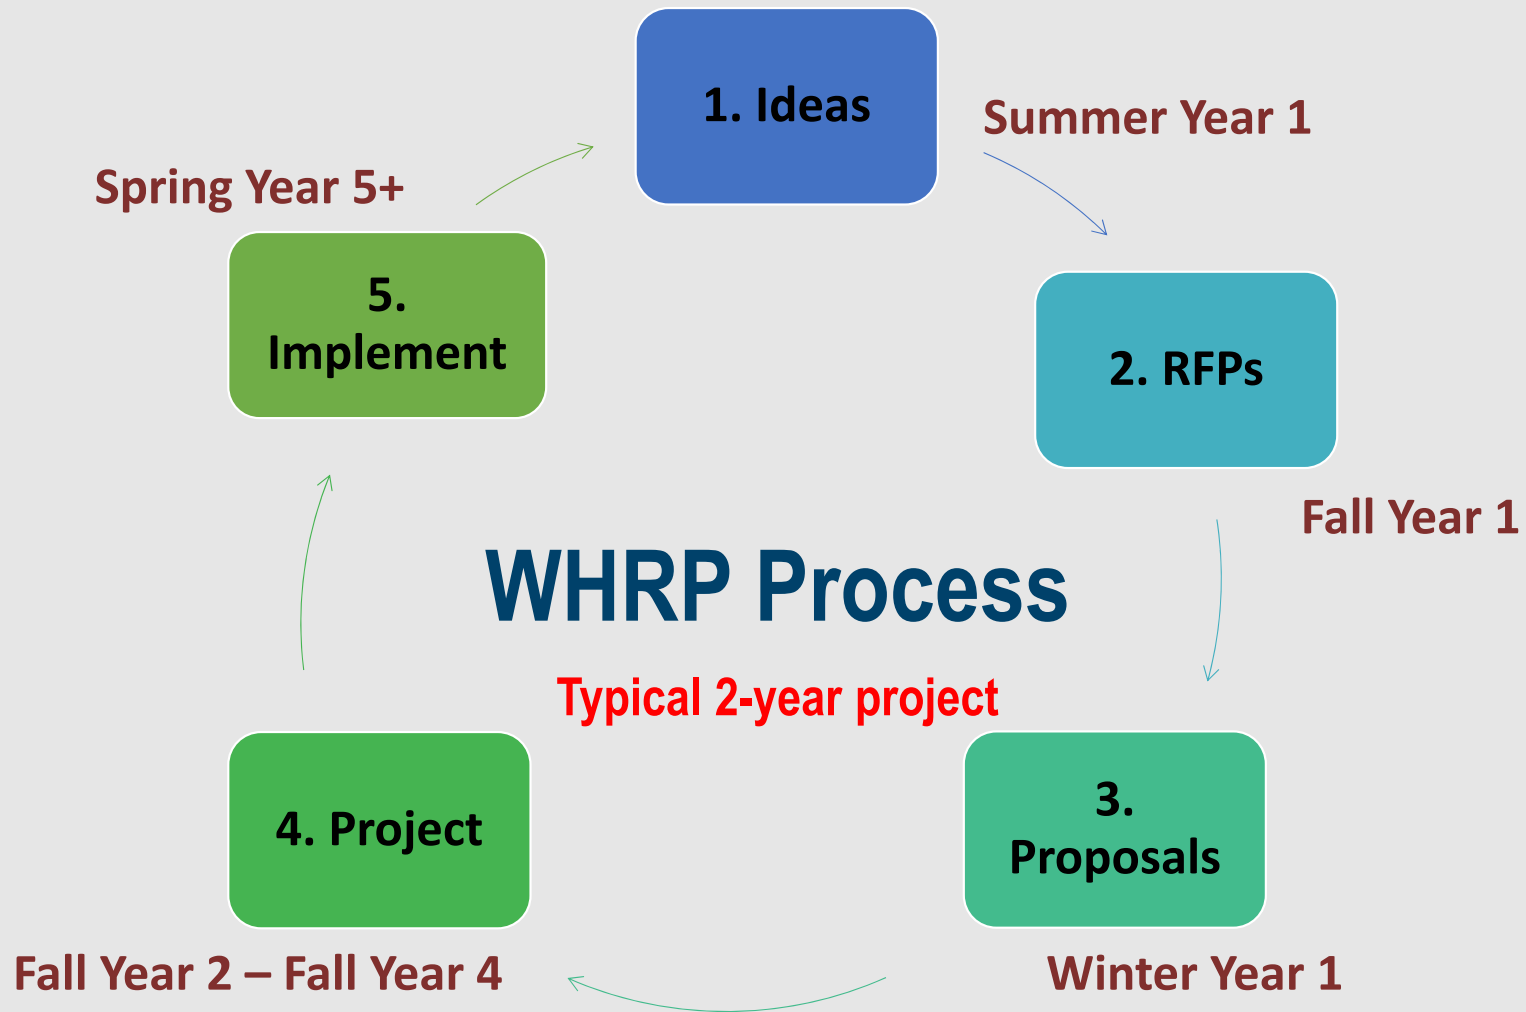 1. Ideas
Summer Year 1
2. RFPs
Fall Year 1
3.
Proposals
Winter Year 1
4. Project
Fall Year 2 – Fall Year 4
5.
Implement
Spring Year 5+
WHRP Process
Typical 2-year project